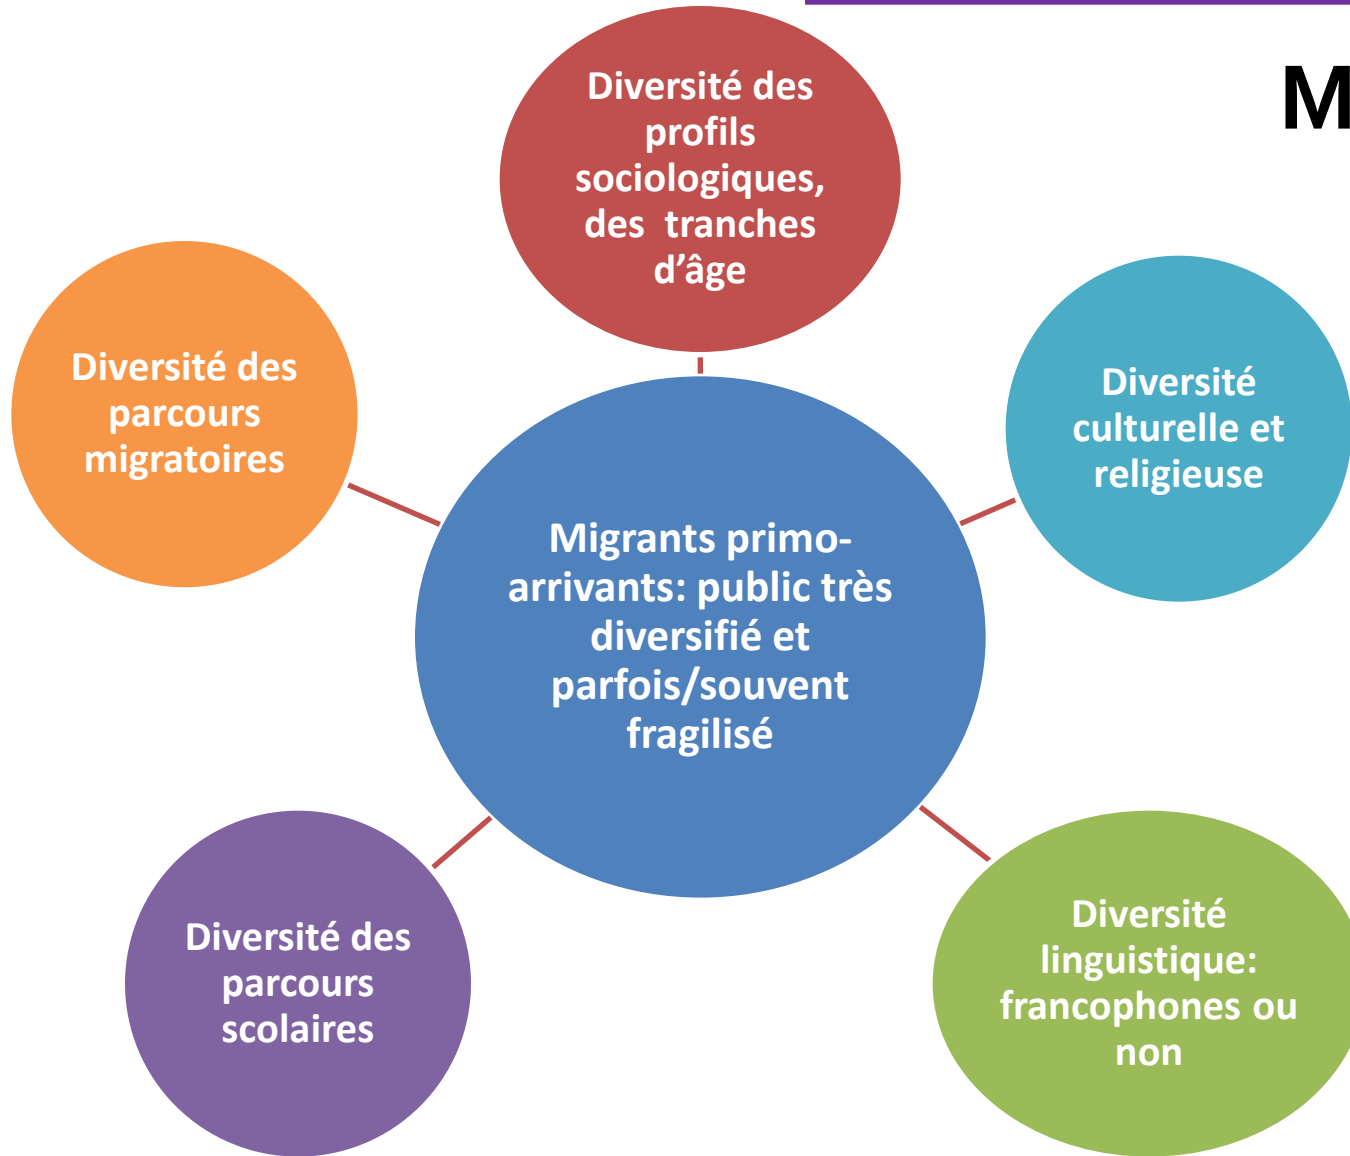 M
Diversité des
profils
sociologiques,
des tranches
d’âge
Diversité des
parcours
migratoires
Diversité
culturelle et
religieuse
Migrants primo-
arrivants: public très
diversifié et
parfois/souvent
fragilisé
Diversité des
parcours
scolaires
Diversité
linguistique:
francophones ou
non